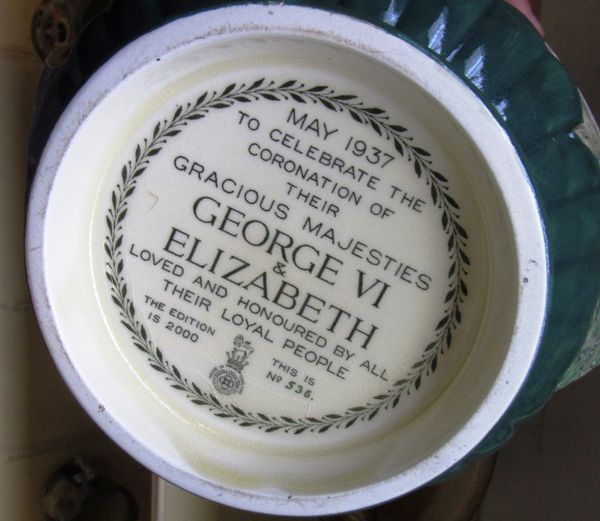 MAY 1937
TO CELEBRATE THE
CORONATION OF
THEIR
GRACIOUS MAJESTIES
GEORGE VI
&
ELIZABETH
LOVED AND HONOURED BY ALL
THEIR LOYAL PEOPLE
THE EDITION
IS 2000
THIS IS
No 536.